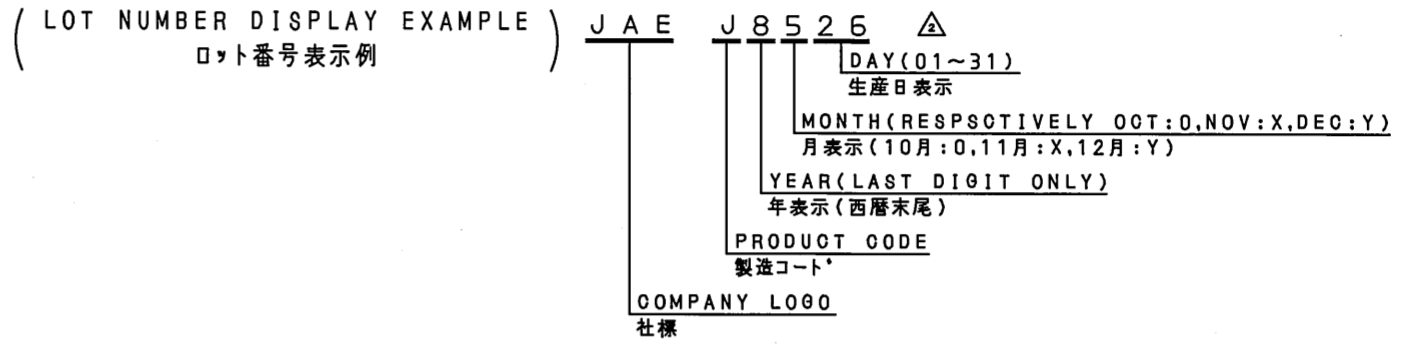 ( LOT NUMBER DISPLAY EXAMPLE ) JAE J8526 2
ロット番号表示例
DAY(01~31)
生産日表示
MONTH(RESPSCTIVELY OCT:O,NOV:X,DEC:Y)
月表示(10月:O,11月:X,12月:Y)
YEAR(LAST DIGIT ONLY)
年表示(西暦末尾)
PRODUCT CODE
製造コード
COMPANY LOGO
社標